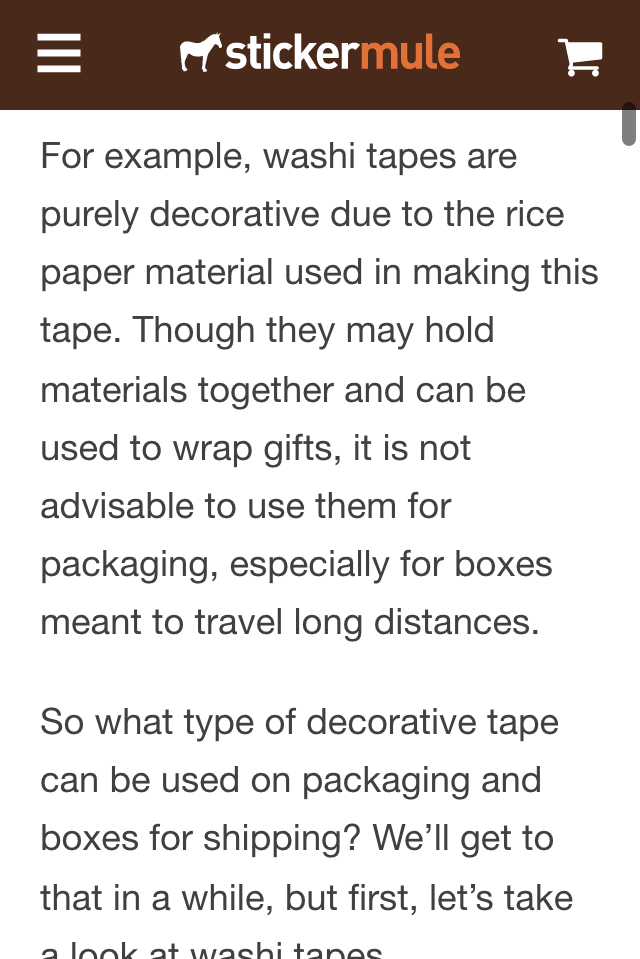 stickermule
For example, washi tapes are
purely decorative due to the rice
paper material used in making this
tape. Though they may hold
materials together and can be
used to wrap gifts, it is not
advisable to use them for
packaging, especially for boxes
meant to travel long distances.
So what type of decorative tape
can be used on packaging and
boxes for shipping? We’ll get to
that in a while, but first, let’s take
a look at washi tapes